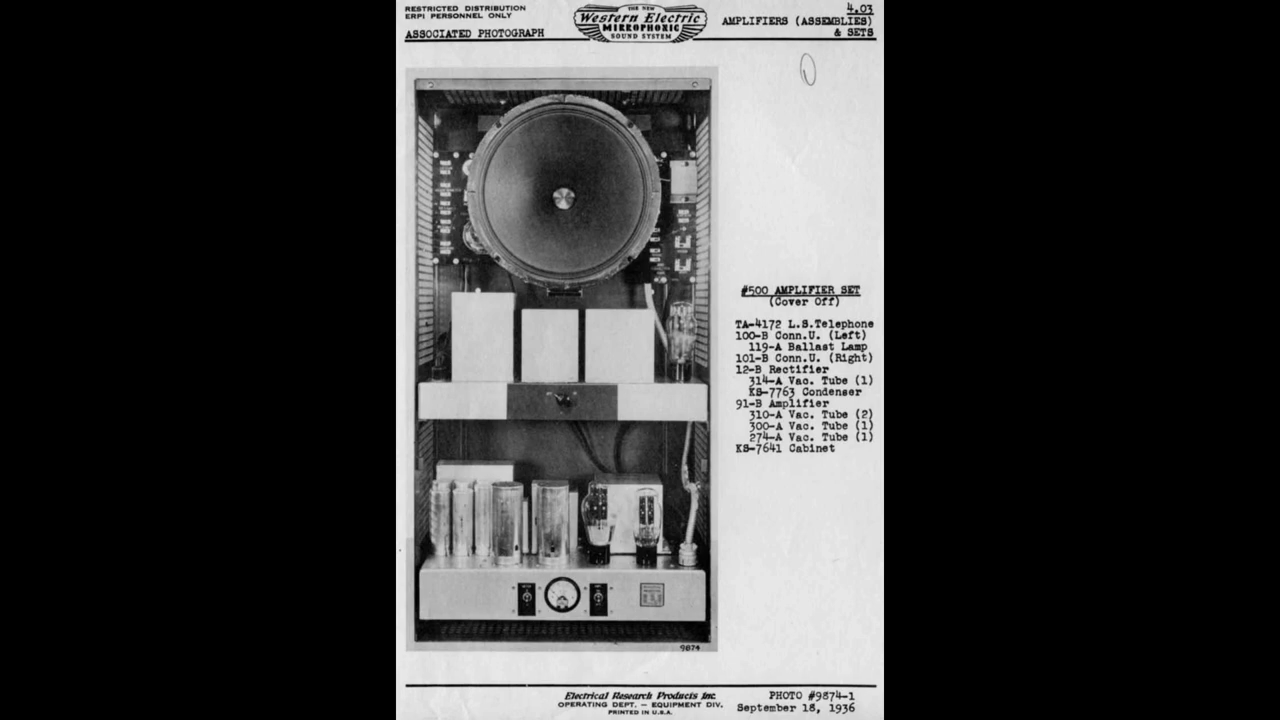 RESTRICTED DISTRIBUTION
ERPI PERSONNEL ONLY
ASSOCIATED PHOTOGRAPH
THE NEW
Western Electric
MIRROPHONIC
SOUND SYSTEM
4.03
AMPLIFIERS (ASSEMBLIES)
& SETS
#500 AMPLIFIER SET
(Cover Off)
TA-4172 L.S.Telephone
100-B Conn.U. (Left)
119-A Ballast Lamp
101-B Conn.U. (Right)
12-B Rectifier
314-A Vac. Tube (1)
KS-7763 Condenser
91-B Amplifier
310-A Vac. Tube (2)
300-A Vac. Tube (1)
274-A Vac. Tube (1)
KS-7641 Cabinet
9874
Electrical Research Products Inc.
OPERATING DEPT. — EQUIPMENT DIV.
PRINTED IN U.S.A.
PHOTO #9874-1
September 18, 1936